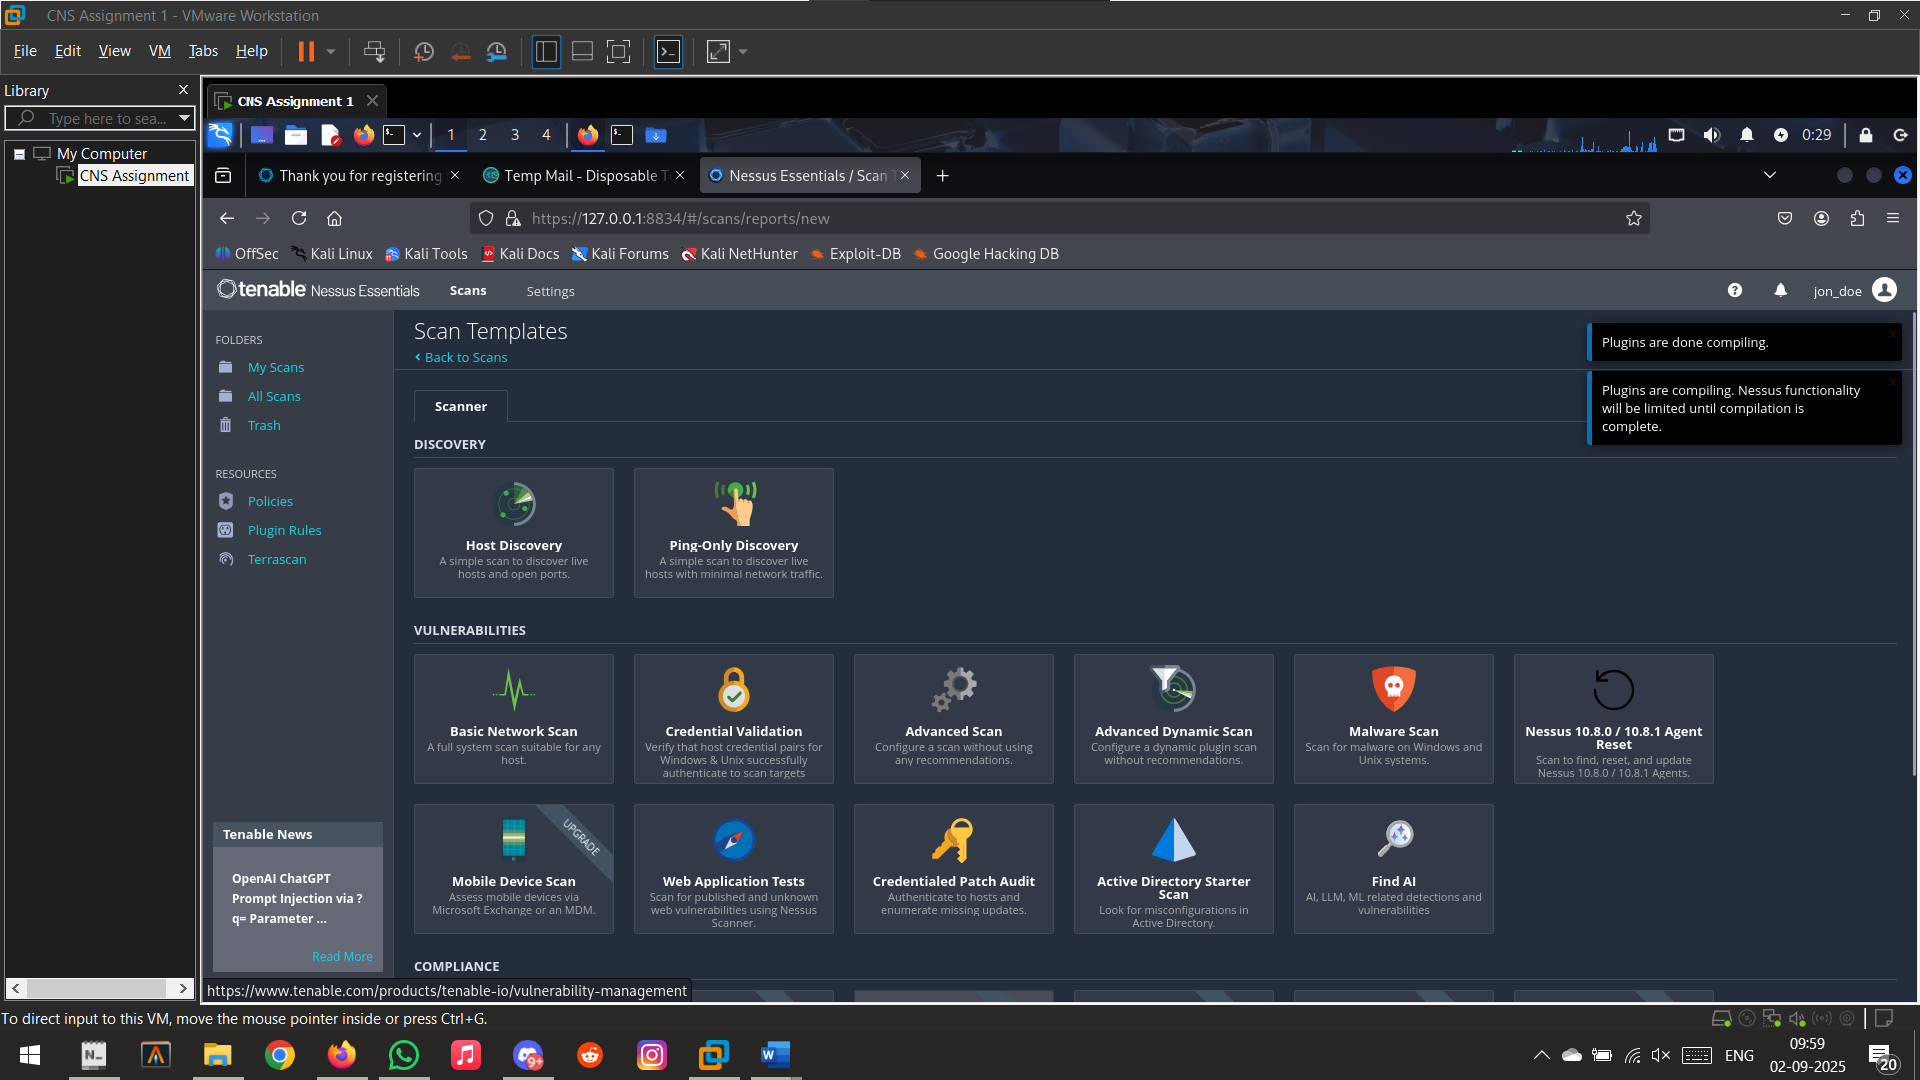 CNS Assignment 1 - VMware Workstation
File Edit View VM Tabs Help
Library
Type here to sea...
My Computer
CNS Assignment
CNS Assignment 1
1 2 3 4
0:29
Thank you for registering
Temp Mail - Disposable T
Nessus Essentials / Scan T
https://127.0.0.1:8834/#/scans/reports/new
OffSec Kali Linux Kali Tools Kali Docs Kali Forums Kali NetHunter Exploit-DB Google Hacking DB
tenable Nessus Essentials Scans Settings jon_doe
FOLDERS
My Scans
All Scans
Trash
RESOURCES
Policies
Plugin Rules
Terrascan
Tenable News
OpenAI ChatGPT
Prompt Injection via ?
q= Parameter ...
Read More
Scan Templates
Back to Scans
Plugins are done compiling.
Plugins are compiling. Nessus functionality
will be limited until compilation is
complete.
Scanner
DISCOVERY
Host Discovery
A simple scan to discover live
hosts and open ports.
Ping-Only Discovery
A simple scan to discover live
hosts with minimal network traffic.
VULNERABILITIES
Basic Network Scan
A full system scan suitable for any
host.
Credential Validation
Verify that host credential pairs for
Windows & Unix successfully
authenticate to scan targets
Advanced Scan
Configure a scan without using
any recommendations.
Advanced Dynamic Scan
Configure a dynamic plugin scan
without recommendations.
Malware Scan
Scan for malware on Windows and
Unix systems.
Nessus 10.8.0 / 10.8.1 Agent
Reset
Scan to find, reset, and update
Nessus 10.8.0 / 10.8.1 Agents.
UPGRADE
Mobile Device Scan
Assess mobile devices via
Microsoft Exchange or an MDM.
Web Application Tests
Scan for published and unknown
web vulnerabilities using Nessus
Scanner.
Credentialed Patch Audit
Authenticate to hosts and
enumerate missing updates.
Active Directory Starter
Scan
Look for misconfigurations in
Active Directory.
Find AI
AI, LLM, ML related detections and
vulnerabilities
COMPLIANCE
https://www.tenable.com/products/tenable-io/vulnerability-management
To direct input to this VM, move the mouse pointer inside or press Ctrl+G.
N_
9+
W
ENG
09:59
02-09-2025
20